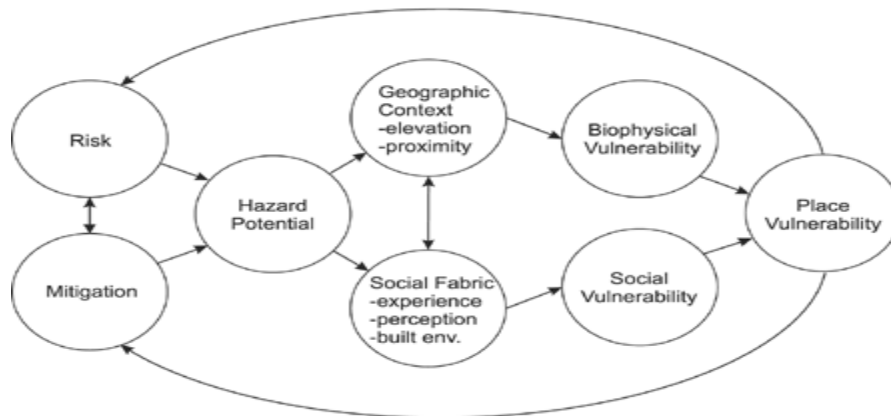 Risk
Mitigation
Hazard
Potential
Geographic
Context
-elevation
-proximity
Social Fabric
-experience
-perception
-built env.
Biophysical
Vulnerability
Social
Vulnerability
Place
Vulnerability